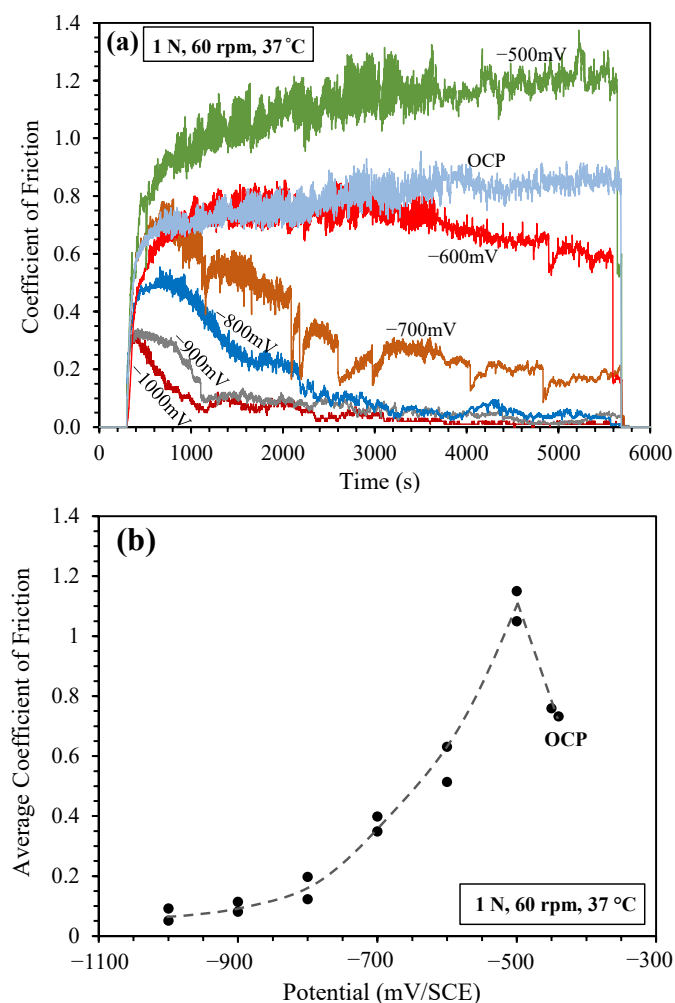 (a)
1 N, 60 rpm, 37 °C
Coefficient of Friction
1.4
1.2
1.0
0.8
0.6
0.4
0.2
0.0
−500mV
OCP
−600mV
−700mV
−800mV
−900mV
−1000mV
0 1000 2000 3000 4000 5000 6000
Time (s)
(b)
Average Coefficient of Friction
1.4
1.2
1
0.8
0.6
0.4
0.2
0
OCP
1 N, 60 rpm, 37 °C
−1100 −900 −700 −500 −300
Potential (mV/SCE)